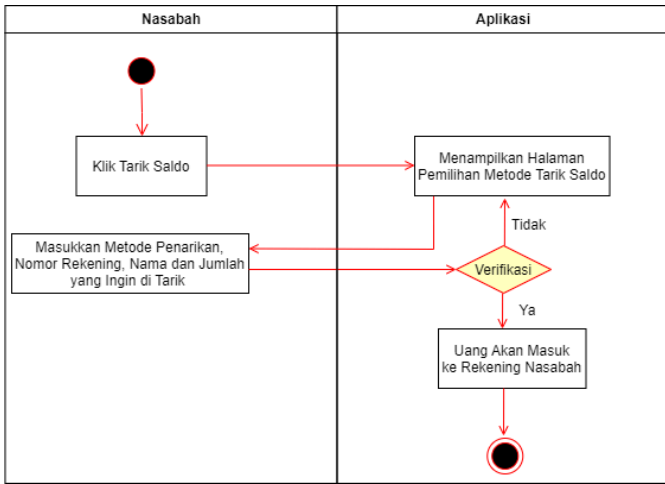 Nasabah
Aplikasi
Klik Tarik Saldo
Menampilkan Halaman
Pemilihan Metode Tarik Saldo
Tidak
Masukkan Metode Penarikan,
Nomor Rekening, Nama dan Jumlah
yang Ingin di Tarik
Verifikasi
Ya
Uang Akan Masuk
ke Rekening Nasabah